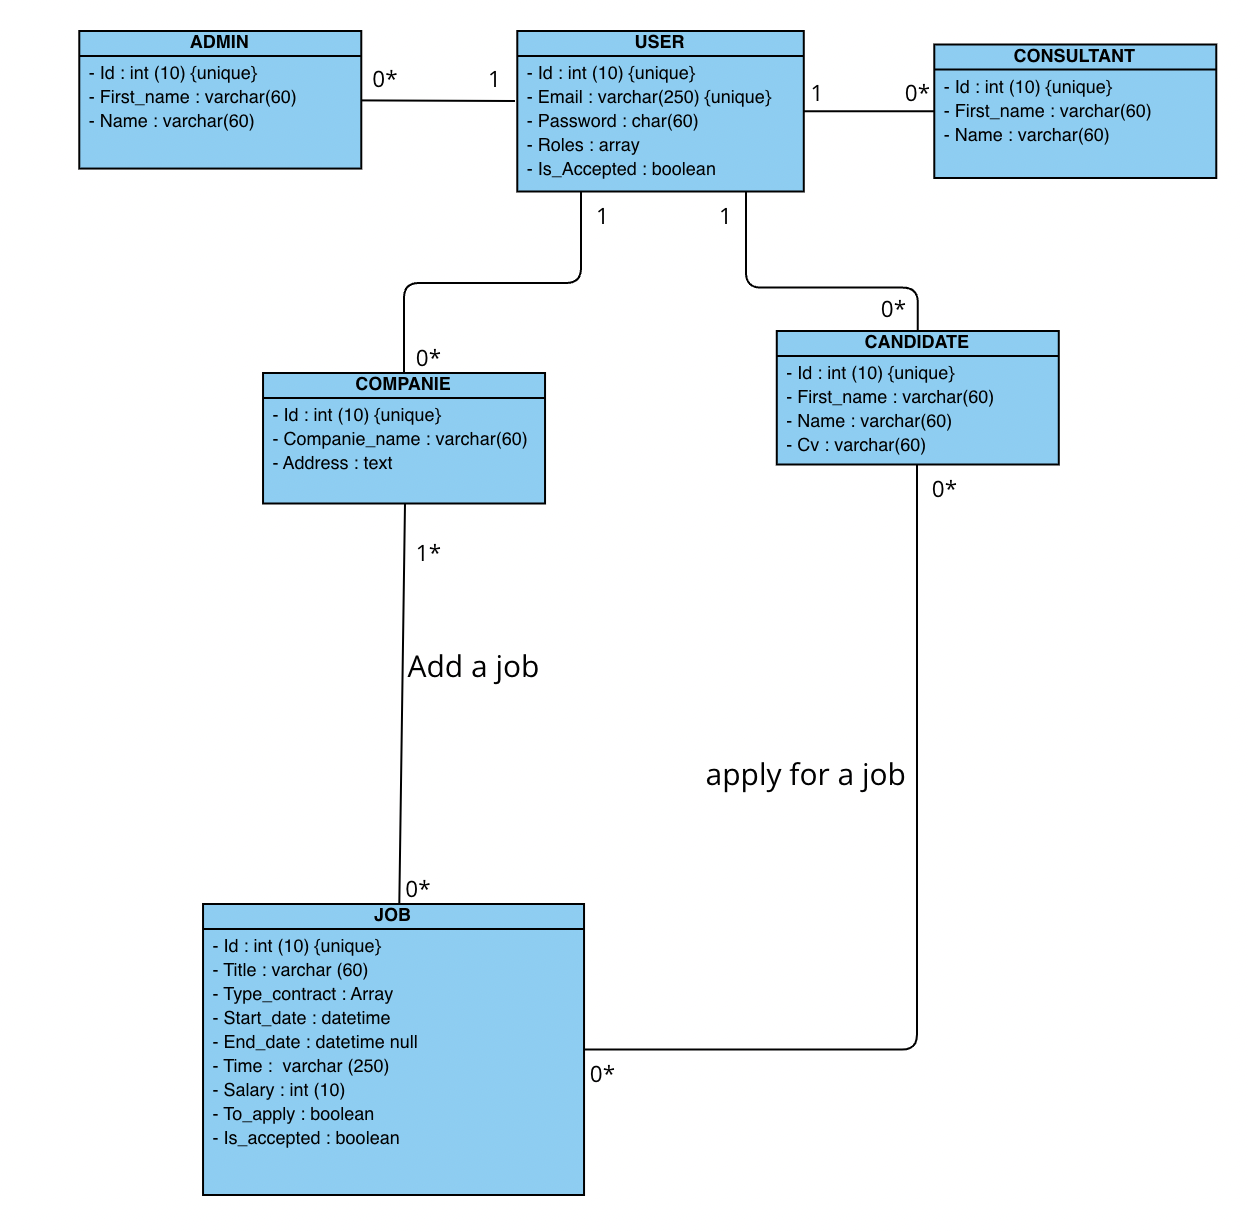 ADMIN
- Id : int (10) {unique}
- First_name : varchar(60)
- Name : varchar(60)
0*
1
USER
- Id : int (10) {unique}
- Email : varchar(250) {unique}
- Password : char(60)
- Roles : array
- Is_Accepted : boolean
1
0*
CONSULTANT
- Id : int (10) {unique}
- First_name : varchar(60)
- Name : varchar(60)
1
1
0*
0*
COMPANIE
- Id : int (10) {unique}
- Companie_name : varchar(60)
- Address : text
CANDIDATE
- Id : int (10) {unique}
- First_name : varchar(60)
- Name : varchar(60)
- Cv : varchar(60)
0*
1*
Add a job
apply for a job
0*
JOB
- Id : int (10) {unique}
- Title : varchar (60)
- Type_contract : Array
- Start_date : datetime
- End_date : datetime null
- Time :  varchar (250)
- Salary : int (10)
- To_apply : boolean
- Is_accepted : boolean
0*